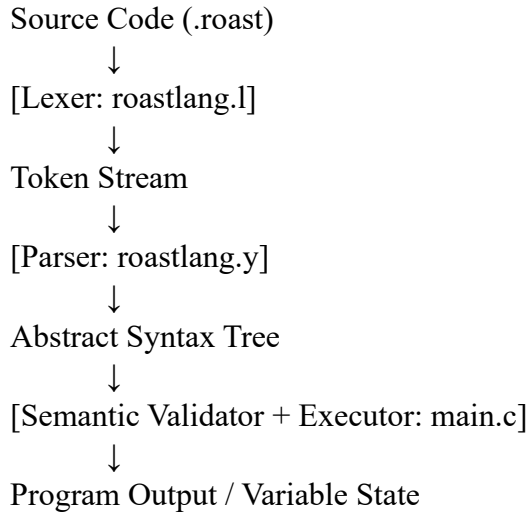 Source Code (.roast)
↓
[Lexer: roastlang.l]
↓
Token Stream
↓
[Parser: roastlang.y]
↓
Abstract Syntax Tree
↓
[Semantic Validator + Executor: main.c]
↓
Program Output / Variable State